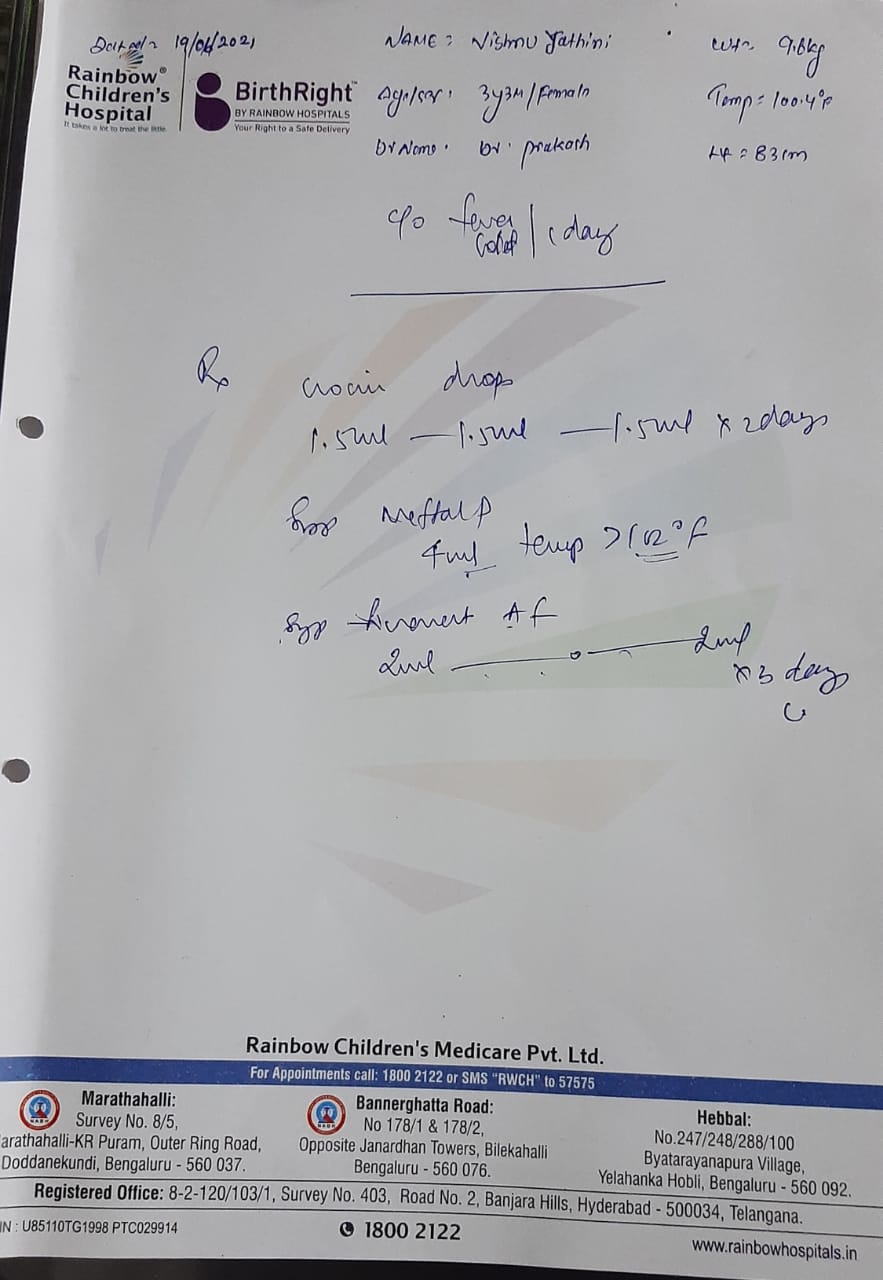 Dated 19/04/2021
NAME : Vishnu Yathini
Wt 9.6kg
Rainbow®
Children's
Hospital
It takes a lot to treat the little.
BirthRight™
BY RAINBOW HOSPITALS
Your Right to a Safe Delivery
Age/sex : 3y3M/Female
Temp = 100.4°F
Dr Name : Dr. Prakash
Ht = 83cm
c/o fever
cold / 1 day
Rx crocin drops
1.5ml — 1.5ml — 1.5ml x 2days
Syp Meftal P
4ml temp >102°F
Syp AF
2ml — o — 2ml
x 3 days
Rainbow Children's Medicare Pvt. Ltd.
For Appointments call: 1800 2122 or SMS “RWCH” to 57575
Marathahalli:
Survey No. 8/5,
arathahalli-KR Puram, Outer Ring Road,
Doddanekundi, Bengaluru - 560 037.
Bannerghatta Road:
No 178/1 & 178/2,
Opposite Janardhan Towers, Bilekahalli
Bengaluru - 560 076.
Hebbal:
No.247/248/288/100
Byatarayanapura Village,
Yelahanka Hobli, Bengaluru - 560 092.
Registered Office: 8-2-120/103/1, Survey No. 403, Road No. 2, Banjara Hills, Hyderabad - 500034, Telangana.
IN : U85110TG1998 PTC029914
1800 2122
www.rainbowhospitals.in